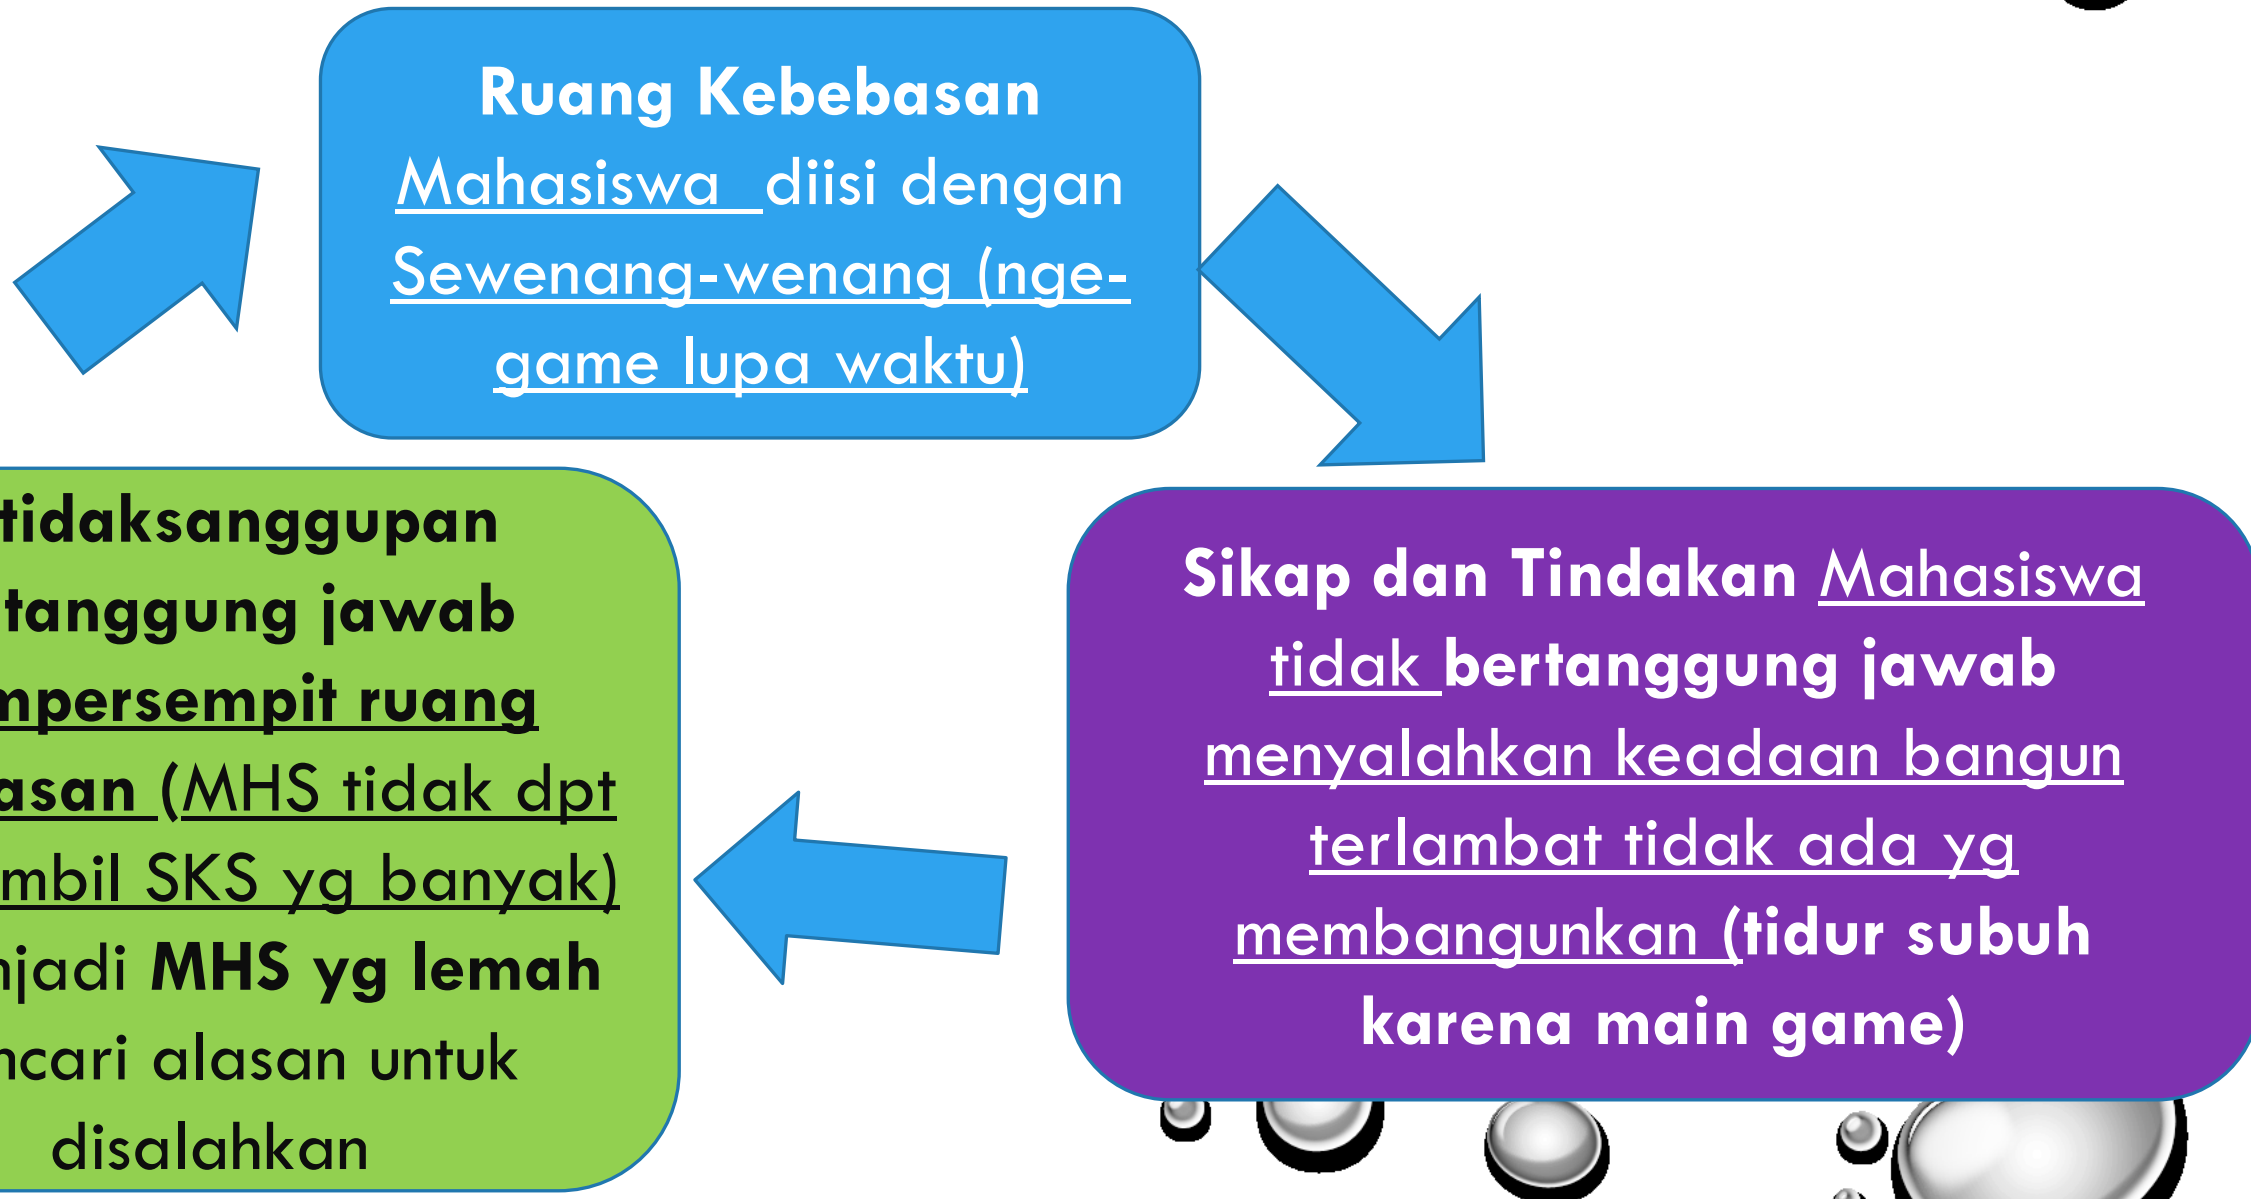 Ruang Kebebasan
Mahasiswa diisi dengan
Sewenang-wenang (nge-
game lupa waktu)
tidaksanggupan
tanggung jawab
mpersempit ruang
asan (MHS tidak dpt
mbil SKS yg banyak)
njadi MHS yg lemah
ncari alasan untuk
disalahkan
Sikap dan Tindakan Mahasiswa
tidak bertanggung jawab
menyalahkan keadaan bangun
terlambat tidak ada yg
membangunkan (tidur subuh
karena main game)